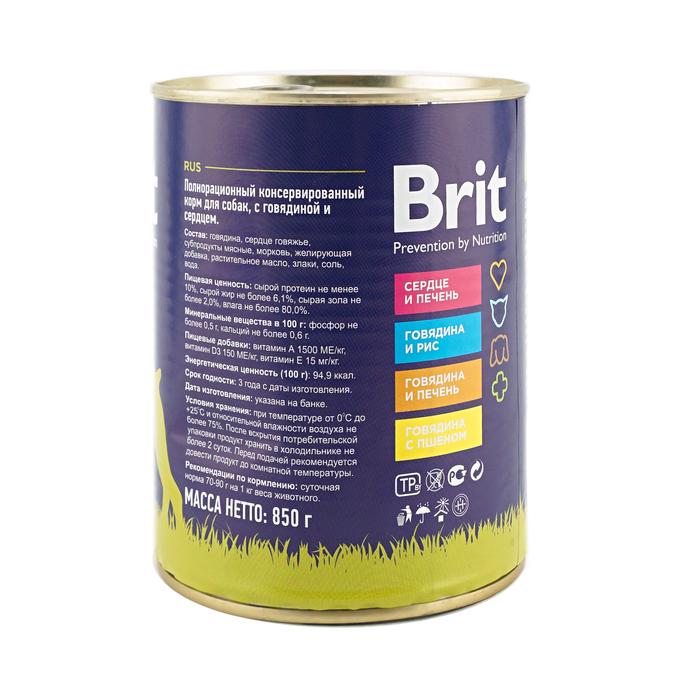 RUS
Полнорационный консервированный
корм для собак, с говядиной и
сердцем.
Состав: говядина, сердце говяжье,
субпродукты мясные, морковь, желирующая
добавка, растительное масло, злаки, соль,
вода.
Пищевая ценность: сырой протеин не менее
10%, сырой жир не более 6,1%, сырая зола не
более 2,0%, влага не более 80,0%.
Минеральные вещества в 100 г: фосфор не
более 0,5 г, кальций не более 0,6 г.
Пищевые добавки: витамин А 1500 МЕ/кг,
витамин D3 150 МЕ/кг, витамин Е 15 мг/кг.
Энергетическая ценность (100 г): 94,9 ккал.
Срок годности: 3 года с даты изготовления.
Дата изготовления: указана на банке.
Условия хранения: при температуре от 0°С до
+25°С и относительной влажности воздуха не
более 75%. После вскрытия потребительской
упаковки продукт хранить в холодильнике не
более 2 суток. Перед подачей рекомендуется
довести продукт до комнатной температуры.
Рекомендации по кормлению: суточная
норма 70-90 г на 1 кг веса животного.
МАССА НЕТТО: 850 г
Brit
Prevention by Nutrition
СЕРДЦЕ
И ПЕЧЕНЬ
ГОВЯДИНА
И РИС
ГОВЯДИНА
И ПЕЧЕНЬ
ГОВЯДИНА
С ПШЕНОМ
TPBY